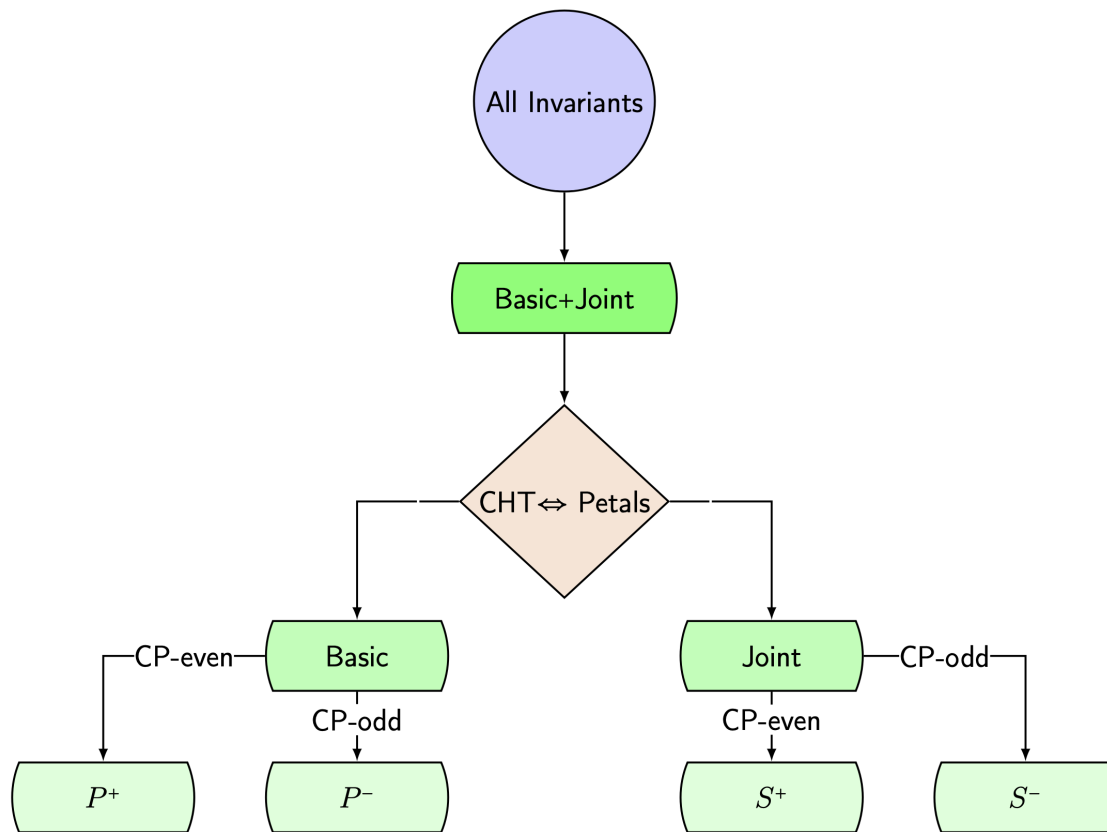 All Invariants
Basic+Joint
CHT⇔ Petals
Basic
Joint
CP-even
CP-odd
CP-odd
CP-even
P⁺
P⁻
S⁺
S⁻